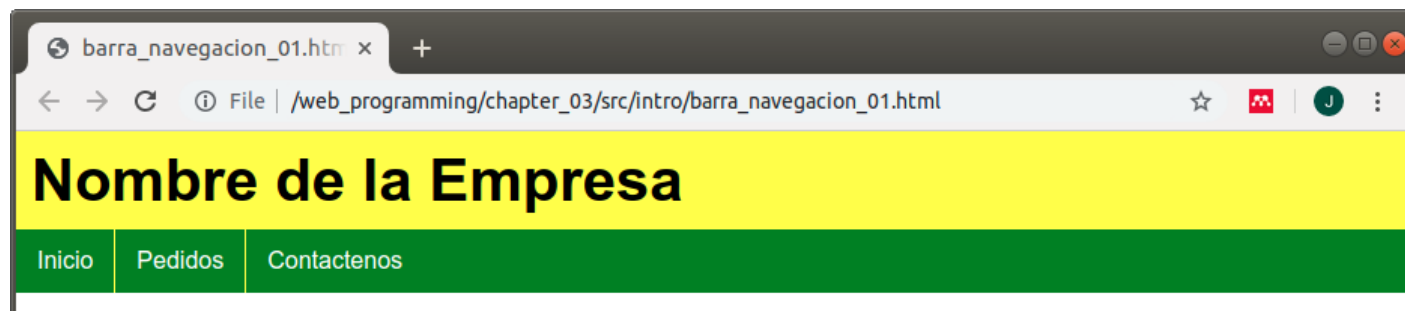 barra_navegacion_01.htm
File | /web_programming/chapter_03/src/intro/barra_navegacion_01.html J
Nombre de la Empresa
Inicio Pedidos Contactenos